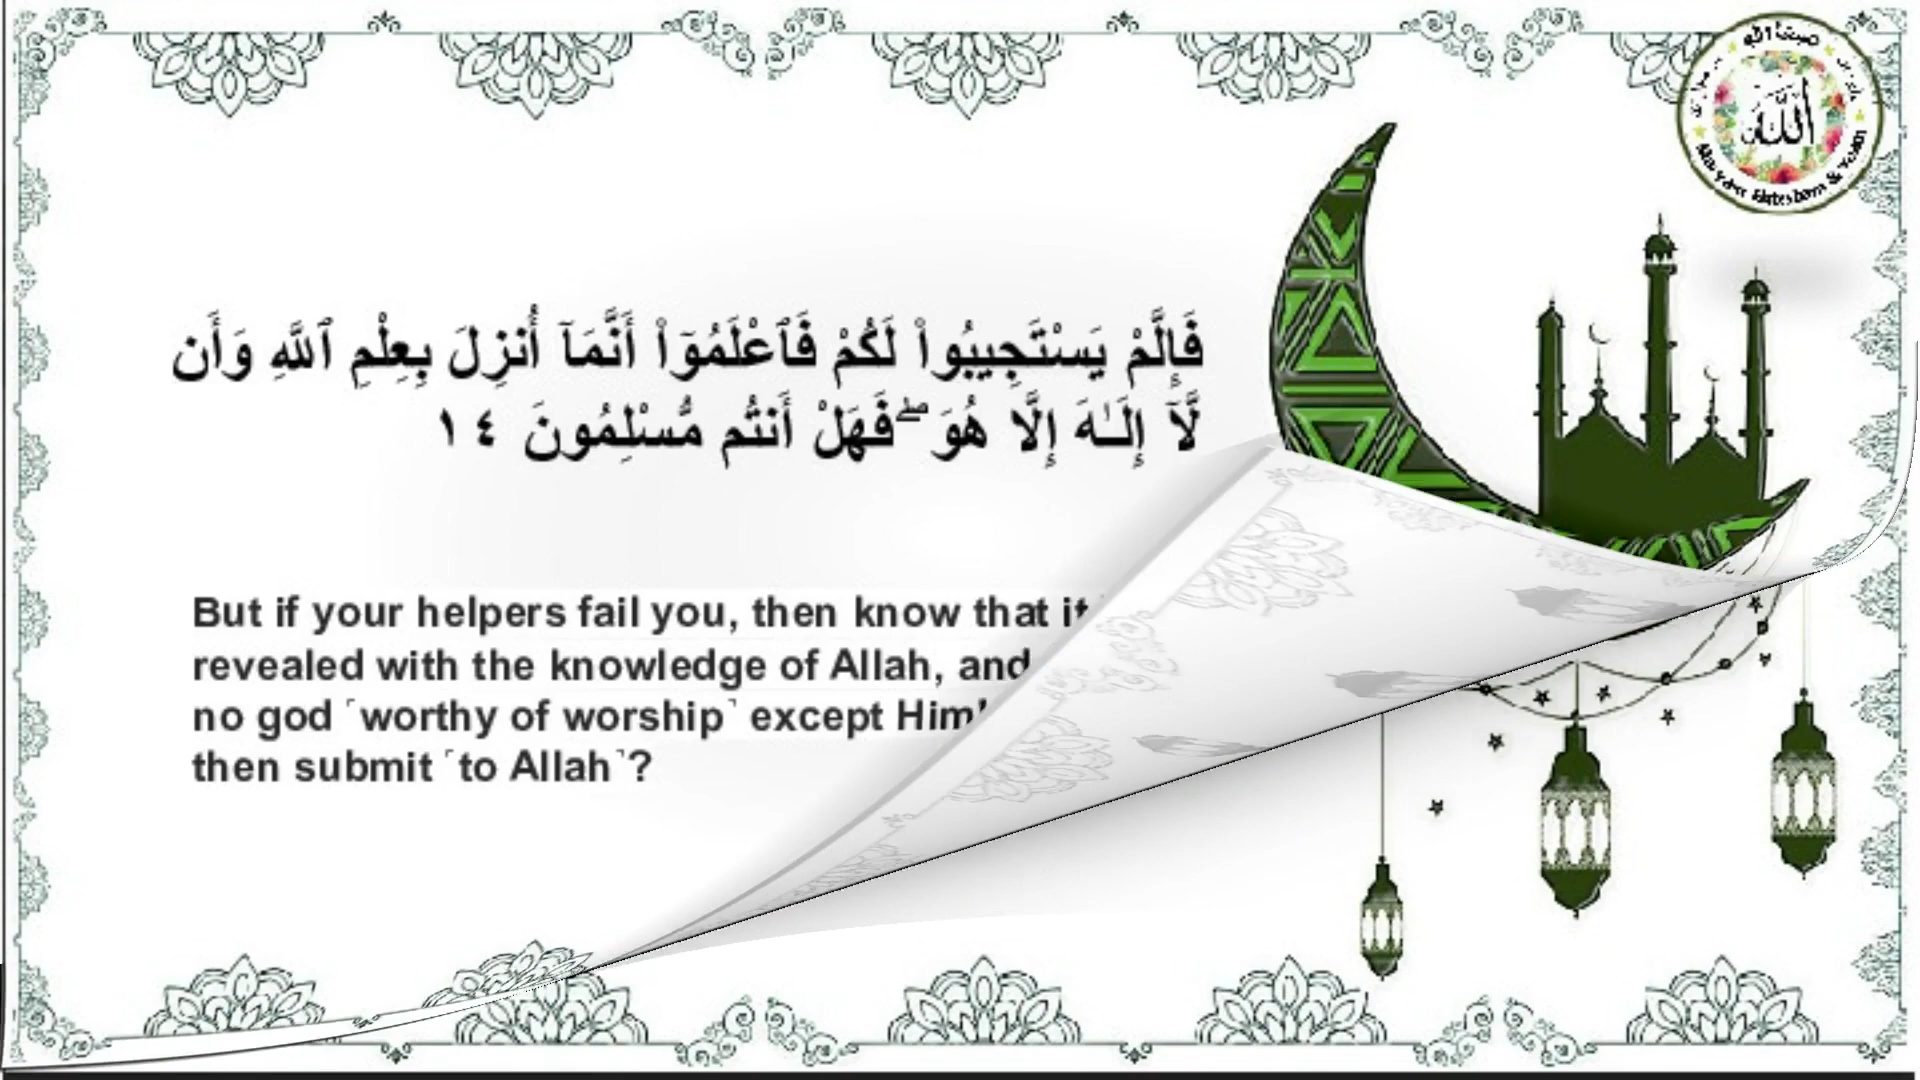 فَإِلَّمْ يَسْتَجِيبُوا۟ لَكُمْ فَٱعْلَمُوٓا۟ أَنَّمَآ أُنزِلَ بِعِلْمِ ٱللَّهِ وَأَن
لَّآ إِلَـٰهَ إِلَّا هُوَ ۖ فَهَلْ أَنتُم مُّسْلِمُونَ ١٤
But if your helpers fail you, then know that it
revealed with the knowledge of Allah, and
no god ˹worthy of worship˺ except Him!
then submit ˹to Allah˺?
الله